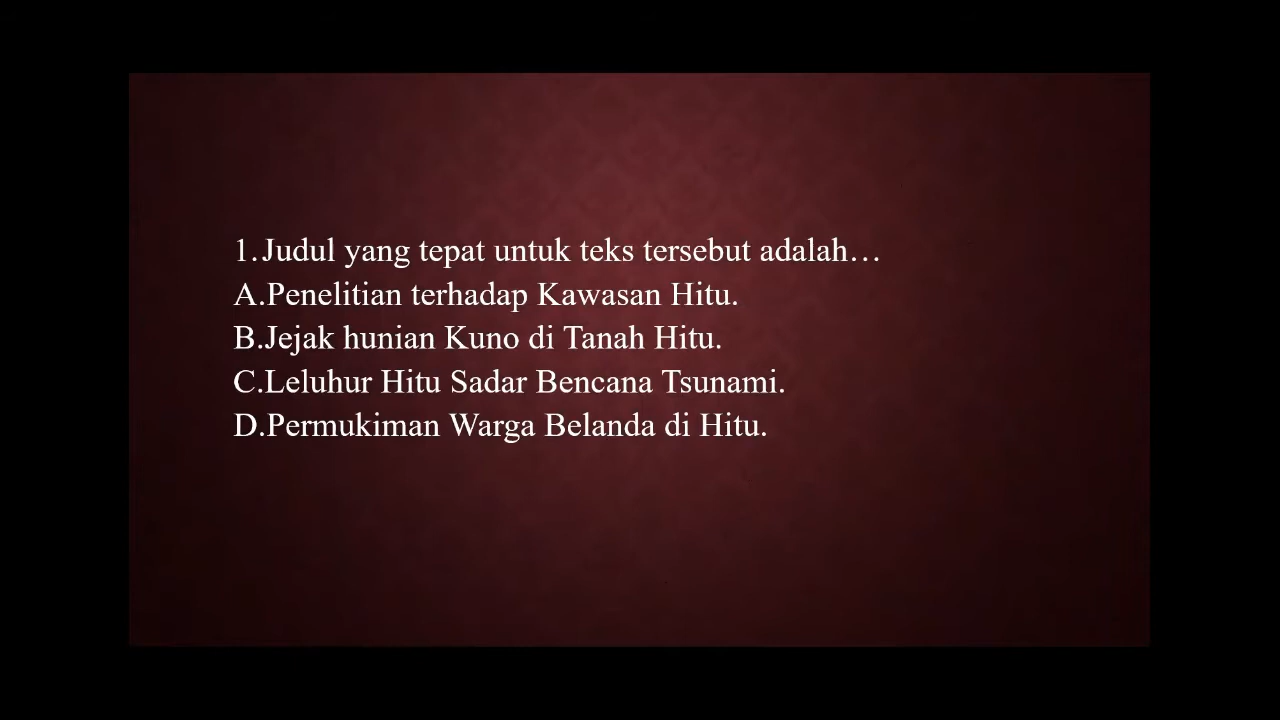 1.Judul yang tepat untuk teks tersebut adalah…
A.Penelitian terhadap Kawasan Hitu.
B.Jejak hunian Kuno di Tanah Hitu.
C.Leluhur Hitu Sadar Bencana Tsunami.
D.Permukiman Warga Belanda di Hitu.